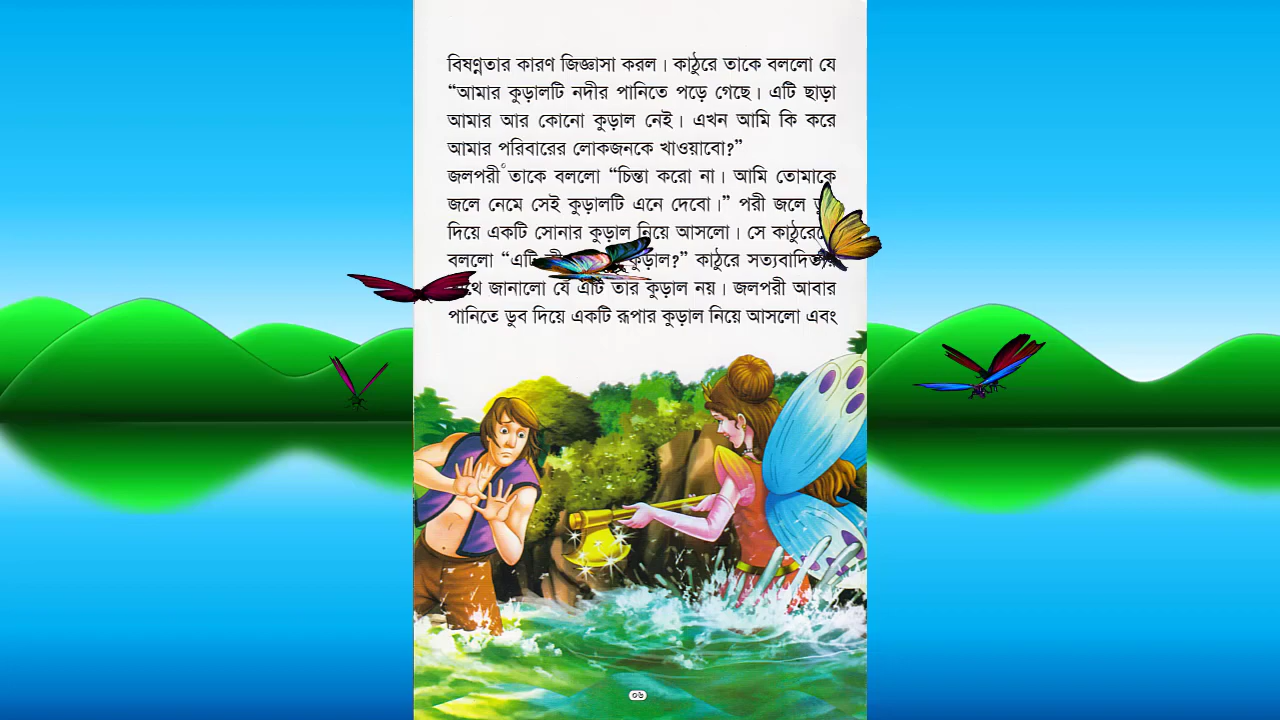 বিষণ্নতার কারণ জিজ্ঞাসা করল। কাঠুরে তাকে বললো যে
“আমার কুড়ালটি নদীর পানিতে পড়ে গেছে। এটি ছাড়া
আমার আর কোনো কুড়াল নেই। এখন আমি কি করে
আমার পরিবারের লোকজনকে খাওয়াবো?”
জলপরী তাকে বললো “চিন্তা করো না। আমি তোমাকে
জলে নেমে সেই কুড়ালটি এনে দেবো।” পরী জলে
দিয়ে একটি সোনার কুড়াল নিয়ে আসলো। সে
বললো “এটি কুড়াল?” কাঠুরে সত্যবাদিতার
জানালো যে এটি তার কুড়াল নয়। জলপরী আবার
পানিতে ডুব দিয়ে একটি রূপার কুড়াল নিয়ে আসলো এবং
০৬